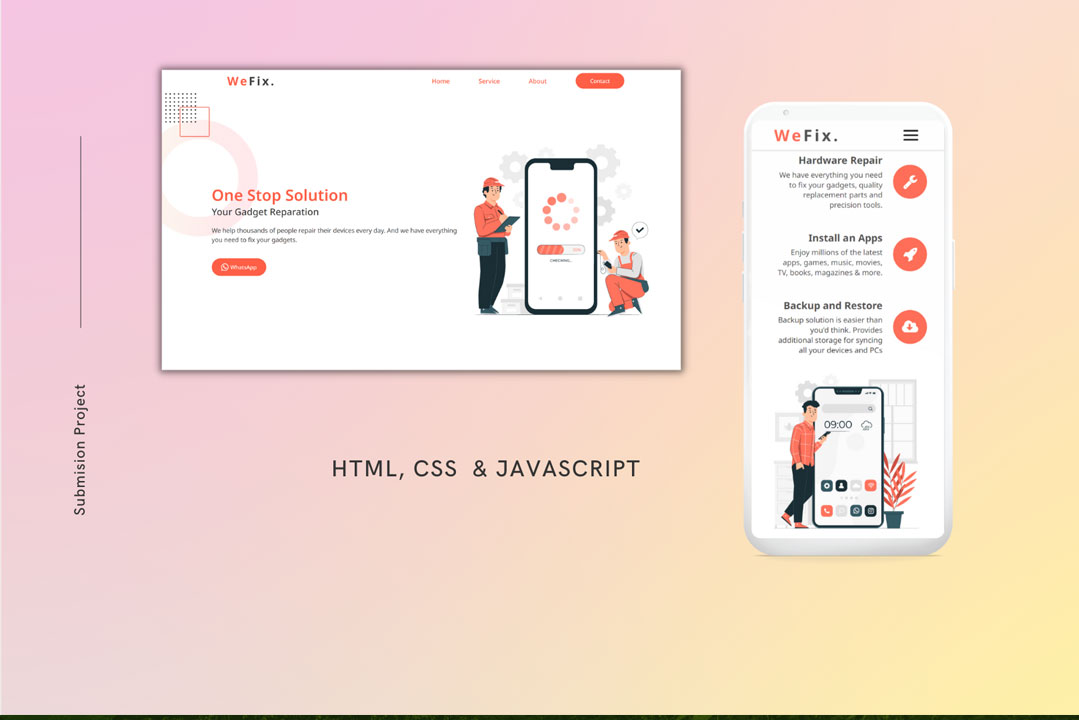 WeFix.
Home Service About Contact
One Stop Solution
Your Gadget Reparation
We help thousands of people repair their devices every day. And we have everything
you need to fix your gadgets.
WhatsApp
CHECKING...
WeFix.
Hardware Repair
We have everything you need
to fix your gadgets, quality
replacement parts and
precision tools.
Install an Apps
Enjoy millions of the latest
apps, games, music, movies,
TV, books, magazines & more.
Backup and Restore
Backup solution is easier than
you'd think. Provides
additional storage for syncing
all your devices and PCs
09:00
Submision Project
HTML, CSS & JAVASCRIPT